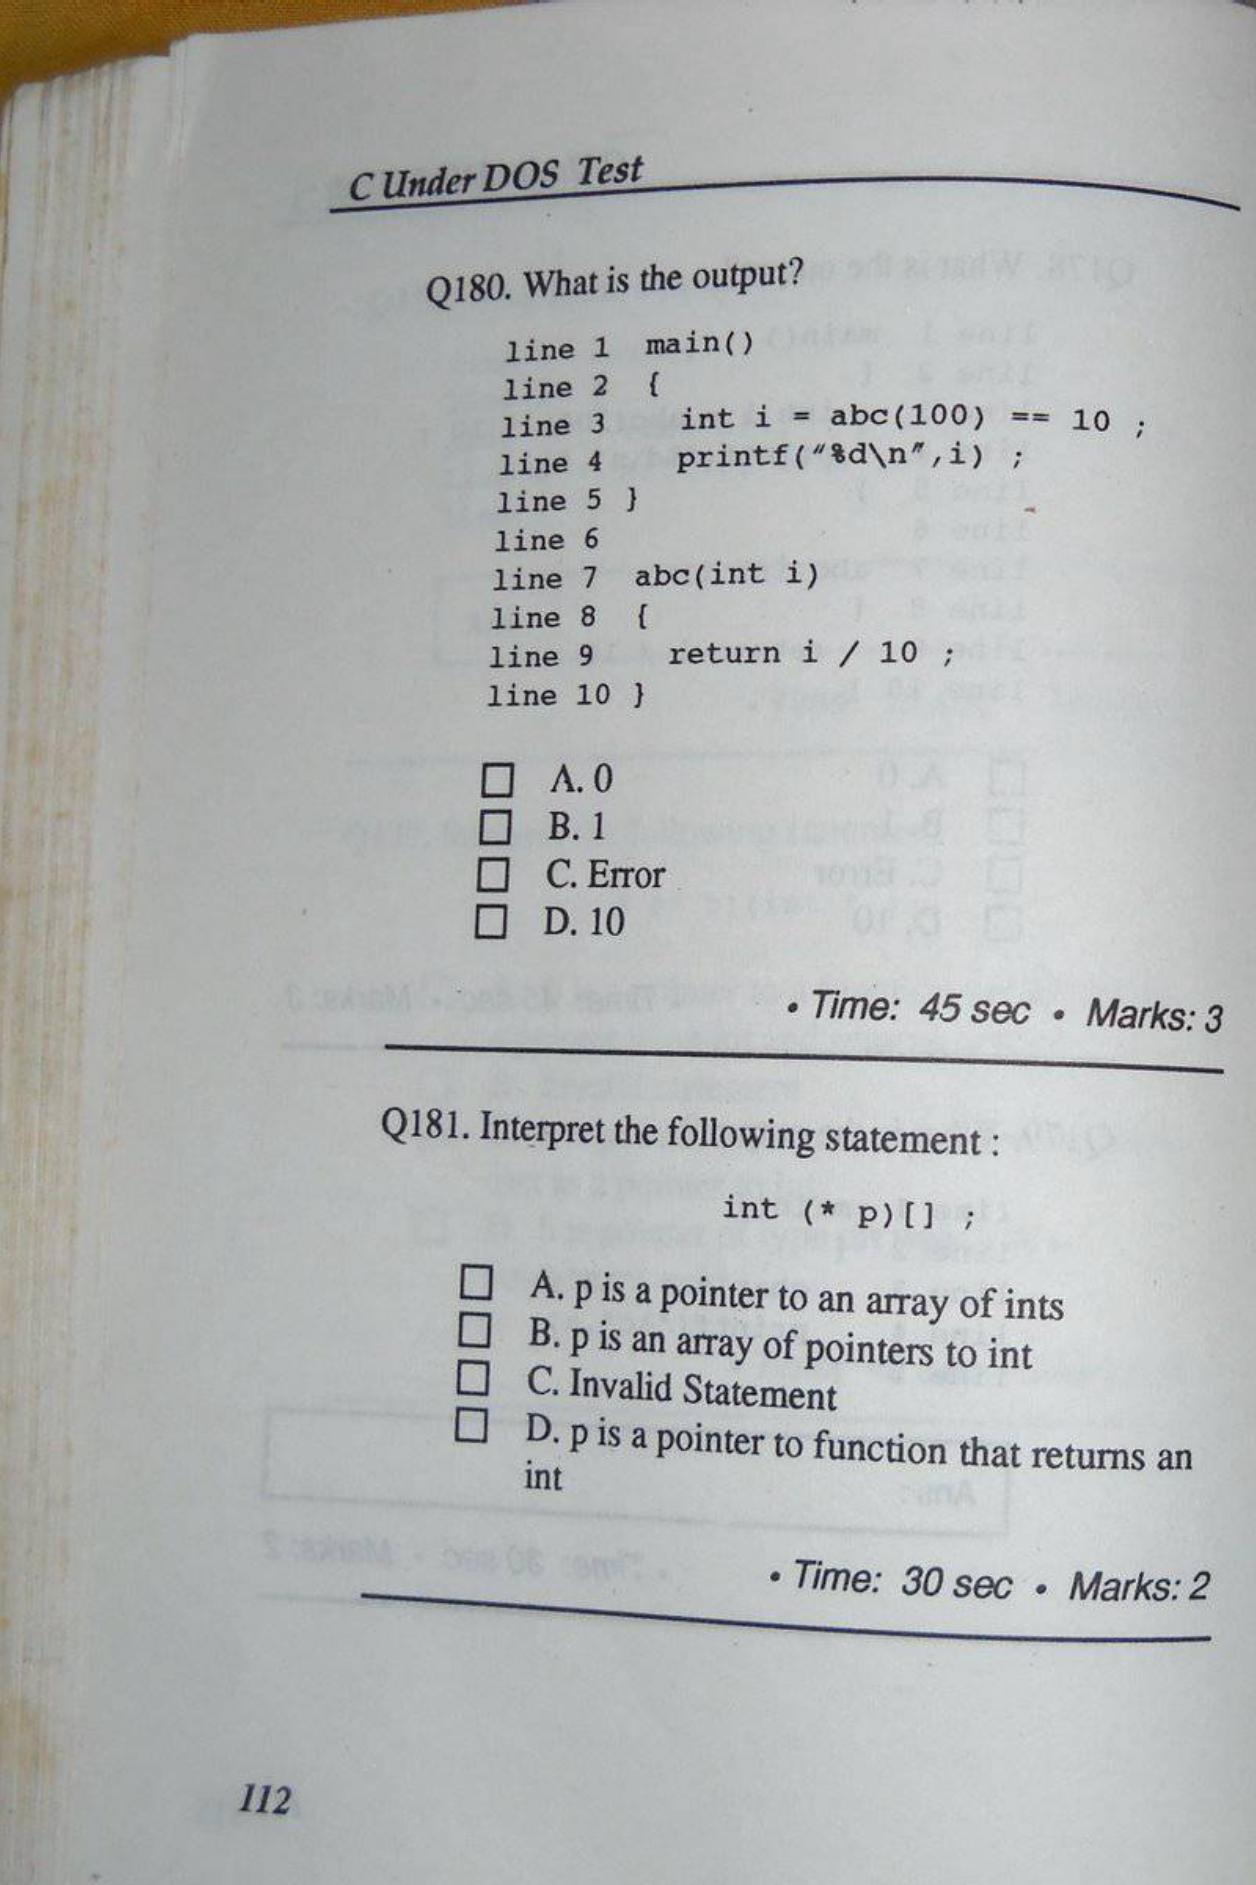 C Under DOS Test
Q180. What is the output?
line 1 main()
line 2 {
line 3 int i = abc(100) == 10 ;
line 4 printf("%d\n",i) ;
line 5 }
line 6
line 7 abc(int i)
line 8 {
line 9 return i / 10 ;
line 10 }
A. 0
B. 1
C. Error
D. 10
• Time: 45 sec • Marks: 3
Q181. Interpret the following statement :
int (* p)[] ;
A. p is a pointer to an array of ints
B. p is an array of pointers to int
C. Invalid Statement
D. p is a pointer to function that returns an
int
• Time: 30 sec • Marks: 2
112